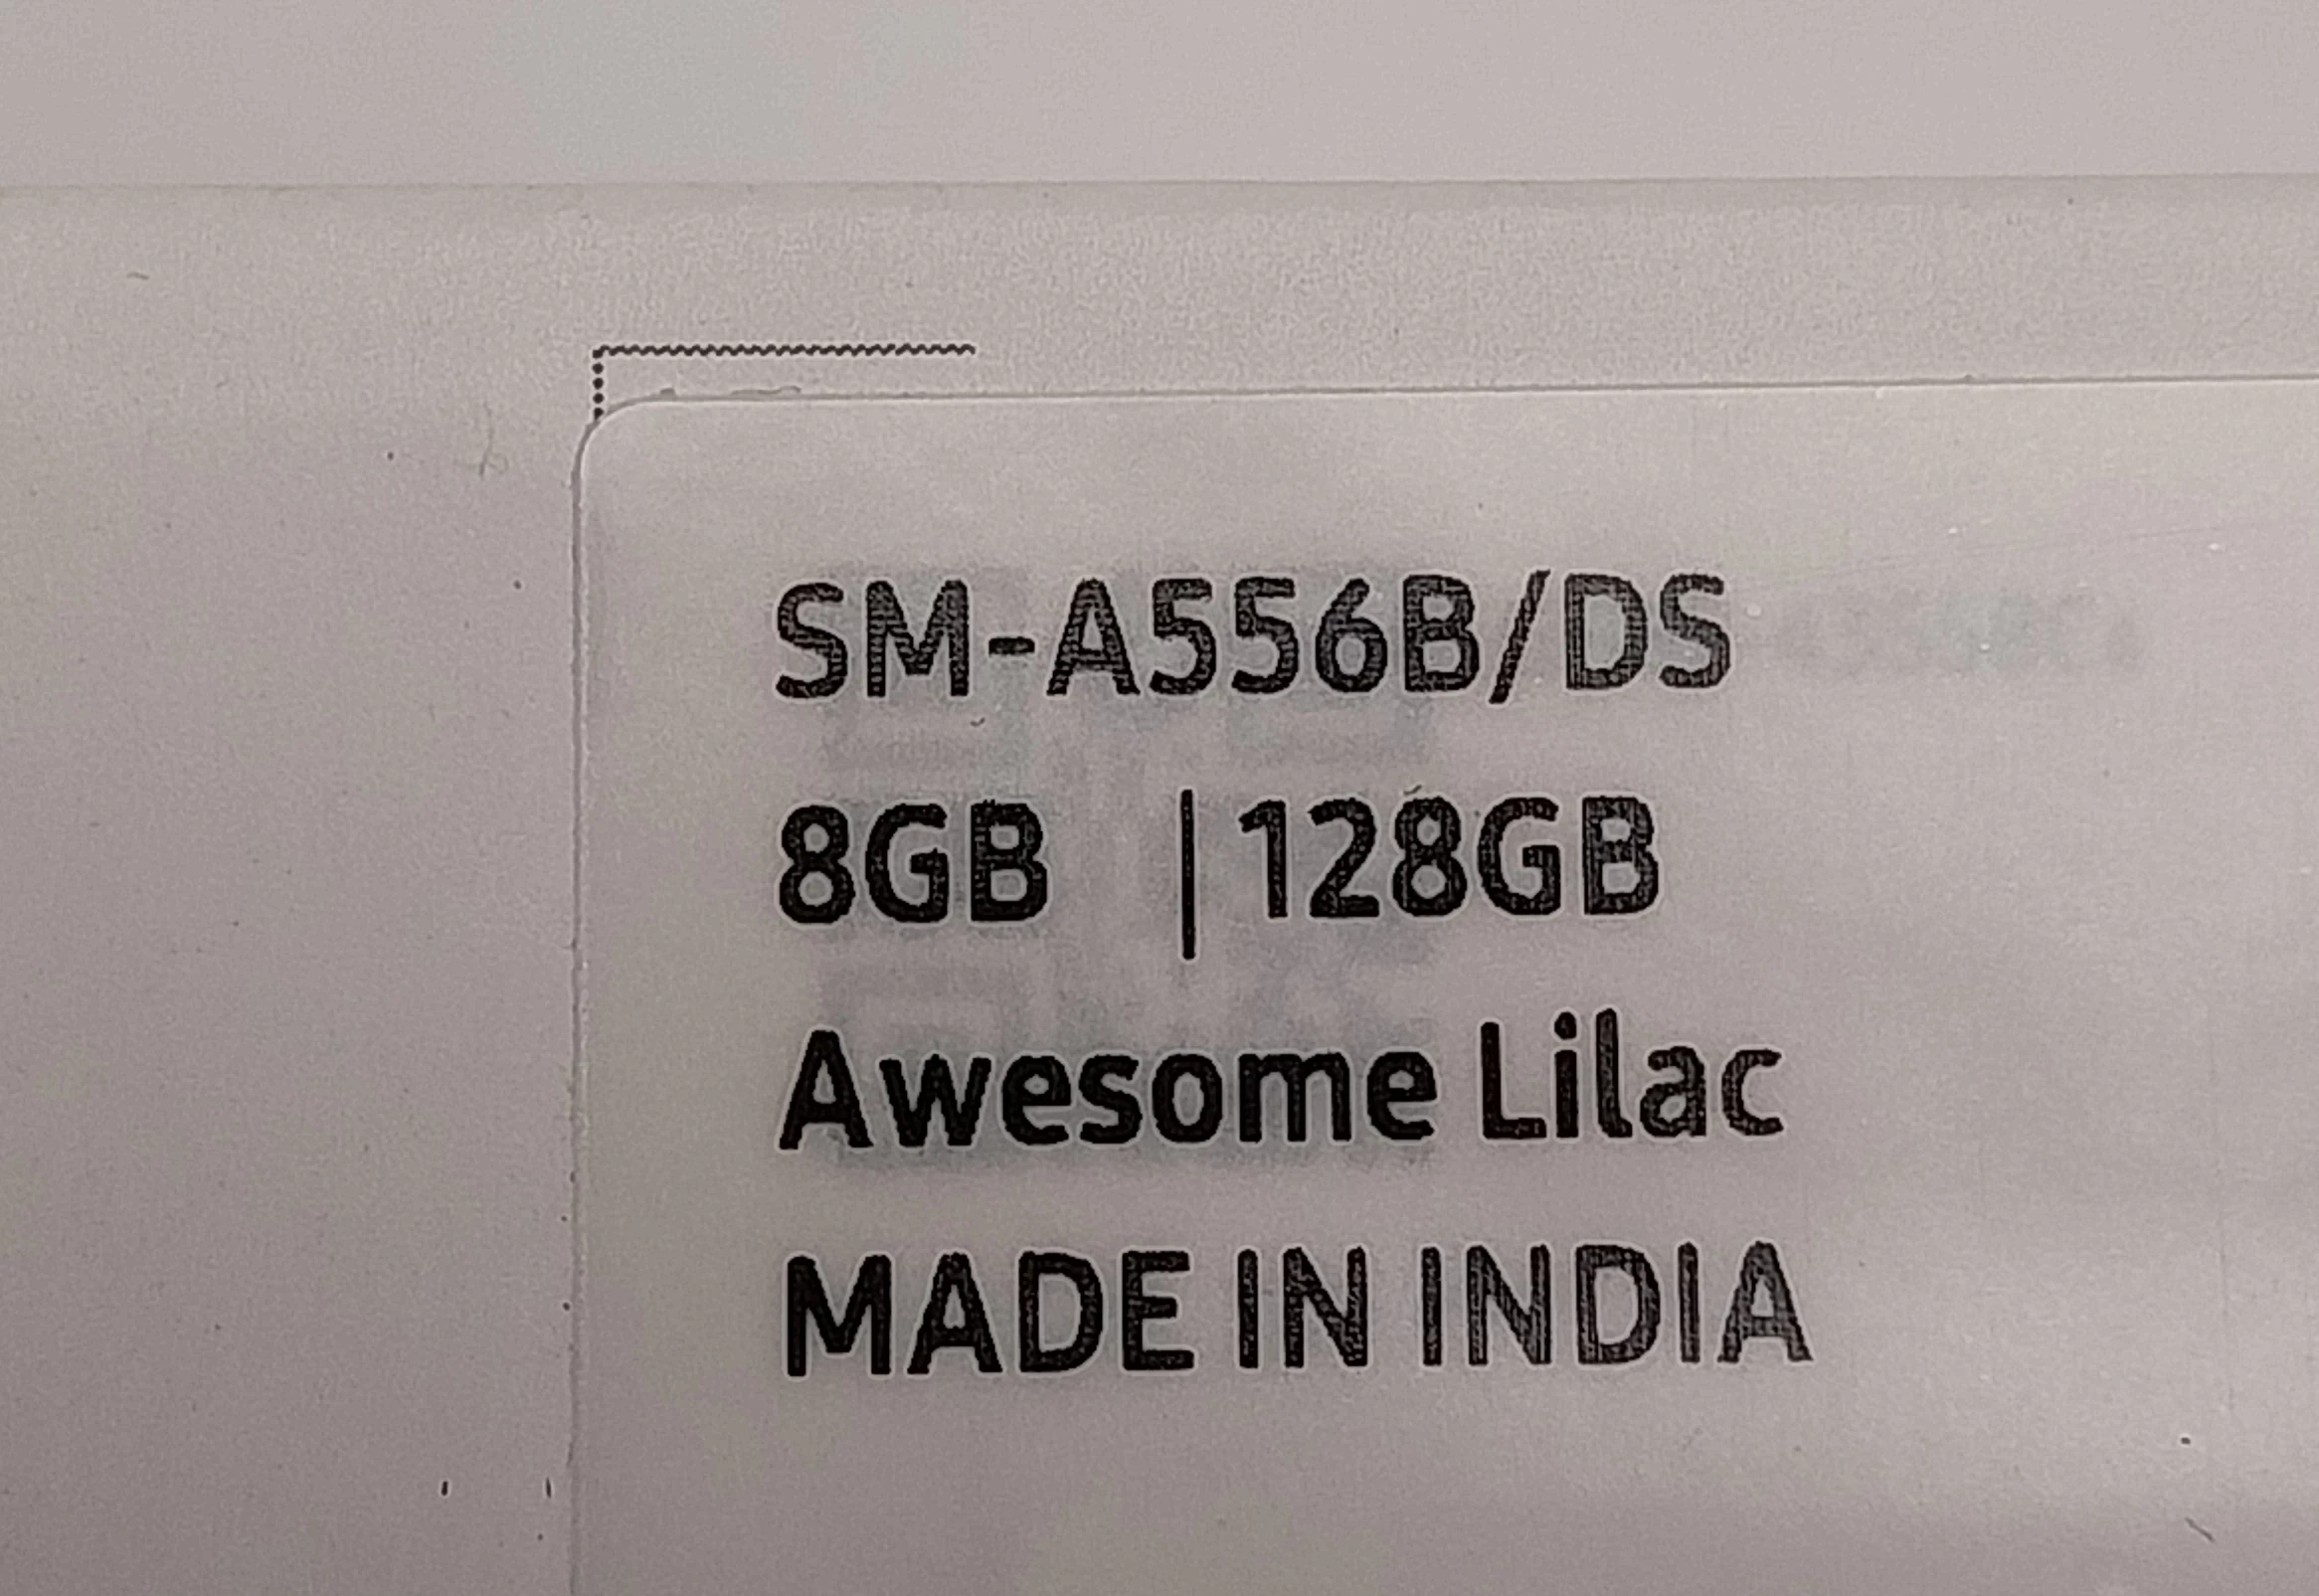 SM-A556B/DS
8GB | 128GB
Awesome Lilac
MADE IN INDIA